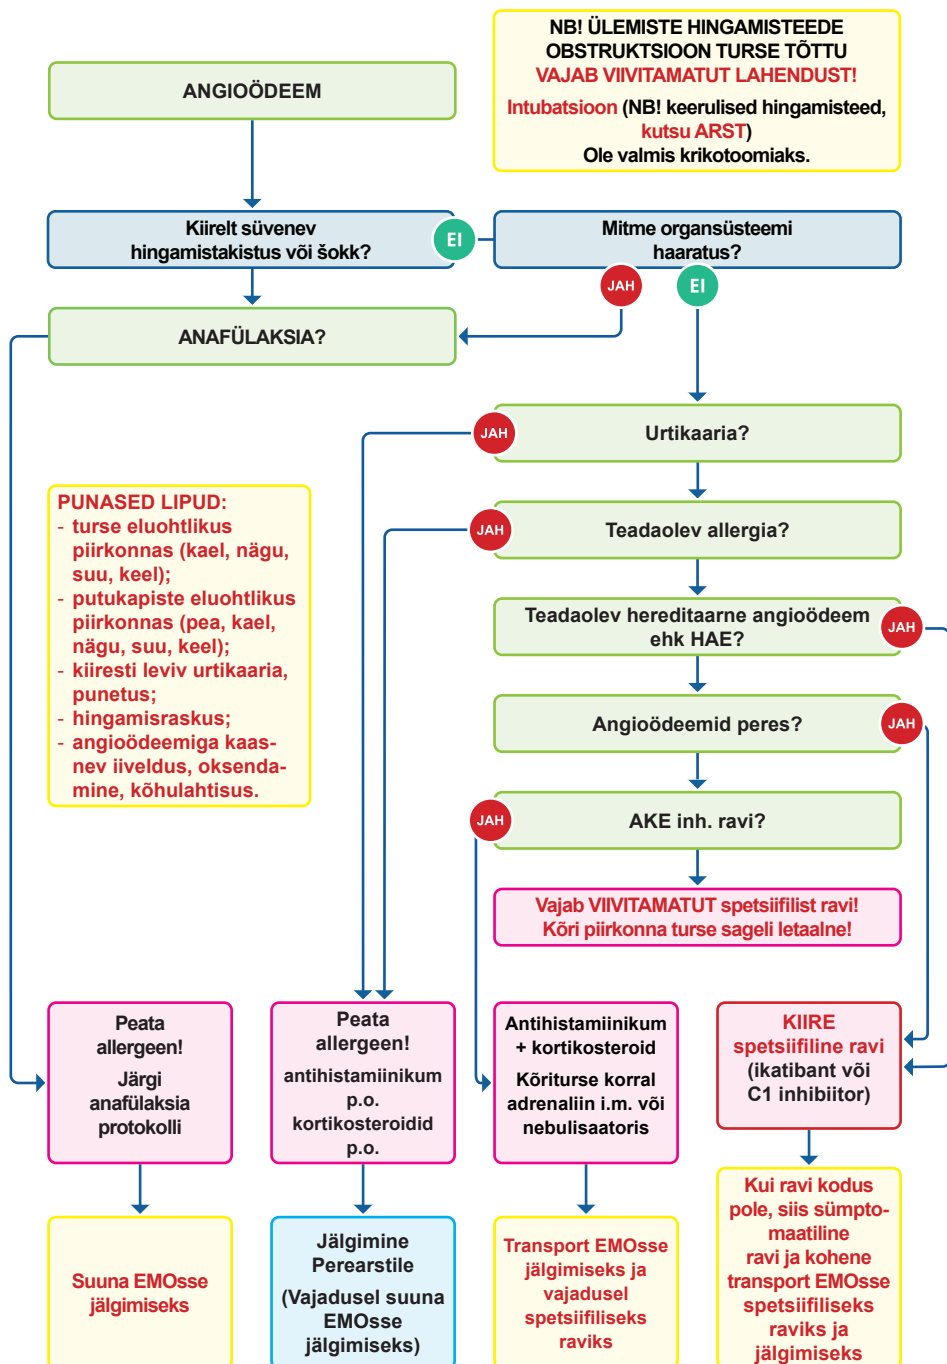 NB! ÜLEMISTE HINGAMISTEEDE
OBSTRUKTSIOON TURSE TÕTTU
VAJAB VIIVITAMATUT LAHENDUST!
Intubatsioon (NB! keerulised hingamisteed,
kutsu ARST)
Ole valmis krikotoomiaks.
ANGIOÖDEEM
Kiirelt süvenev
hingamistakistus või šokk?
EI
Mitme organsüsteemi
haaratus?
JAH
EI
ANAFÜLAKSIA?
JAH
Urtikaaria?
PUNASED LIPUD:
- turse eluohtlikus
piirkonnas (kael, nägu,
suu, keel);
- putukapiste eluohtlikus
piirkonnas (pea, kael,
nägu, suu, keel);
- kiiresti leviv urtikaaria,
punetus;
- hingamisraskus;
- angioödeemiga kaas-
nev iiveldus, oksenda-
mine, kõhulahtisus.
JAH
Teadaolev allergia?
Teadaolev hereditaarne angioödeem
ehk HAE?
JAH
Angioödeemid peres?
JAH
JAH
AKE inh. ravi?
Vajab VIIVITAMATUT spetsiifilist ravi!
Kõri piirkonna turse sageli letaalne!
Peata
allergeen!
Järgi
anafülaksia
protokolli
Peata
allergeen!
antihistamiinikum
p.o.
kortikosteroidid
p.o.
Antihistamiinikum
+ kortikosteroid
Kõriturse korral
adrenaliin i.m. või
nebulisaatoris
KIIRE
spetsiifiline ravi
(ikatibant või
C1 inhibiitor)
Suuna EMOsse
jälgimiseks
Jälgimine
Perearstile
(Vajadusel suuna
EMOsse
jälgimiseks)
Transport EMOsse
jälgimiseks ja
vajadusel
spetsiifiliseks
raviks
Kui ravi kodus
pole, siis sümpto-
maatiline
ravi ja kohene
transport EMOsse
spetsiifiliseks
raviks ja
jälgimiseks